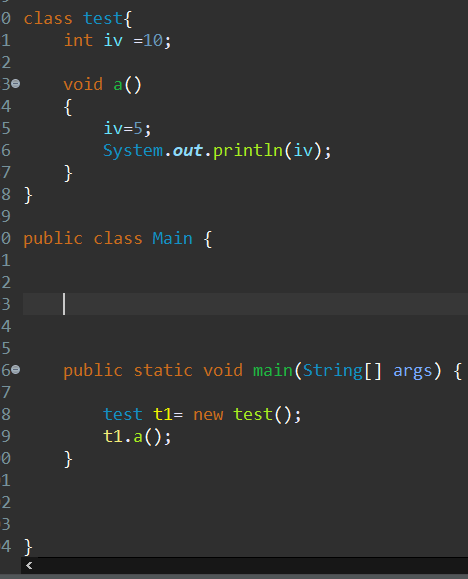 0 class test{
1 int iv =10;
2
3 void a()
4 {
5 iv=5;
6 System.out.println(iv);
7 }
8 }
9
0 public class Main {
1
2
3
4
5
6 public static void main(String[] args) {
7
8 test t1= new test();
9 t1.a();
0 }
1
2
3
4 }